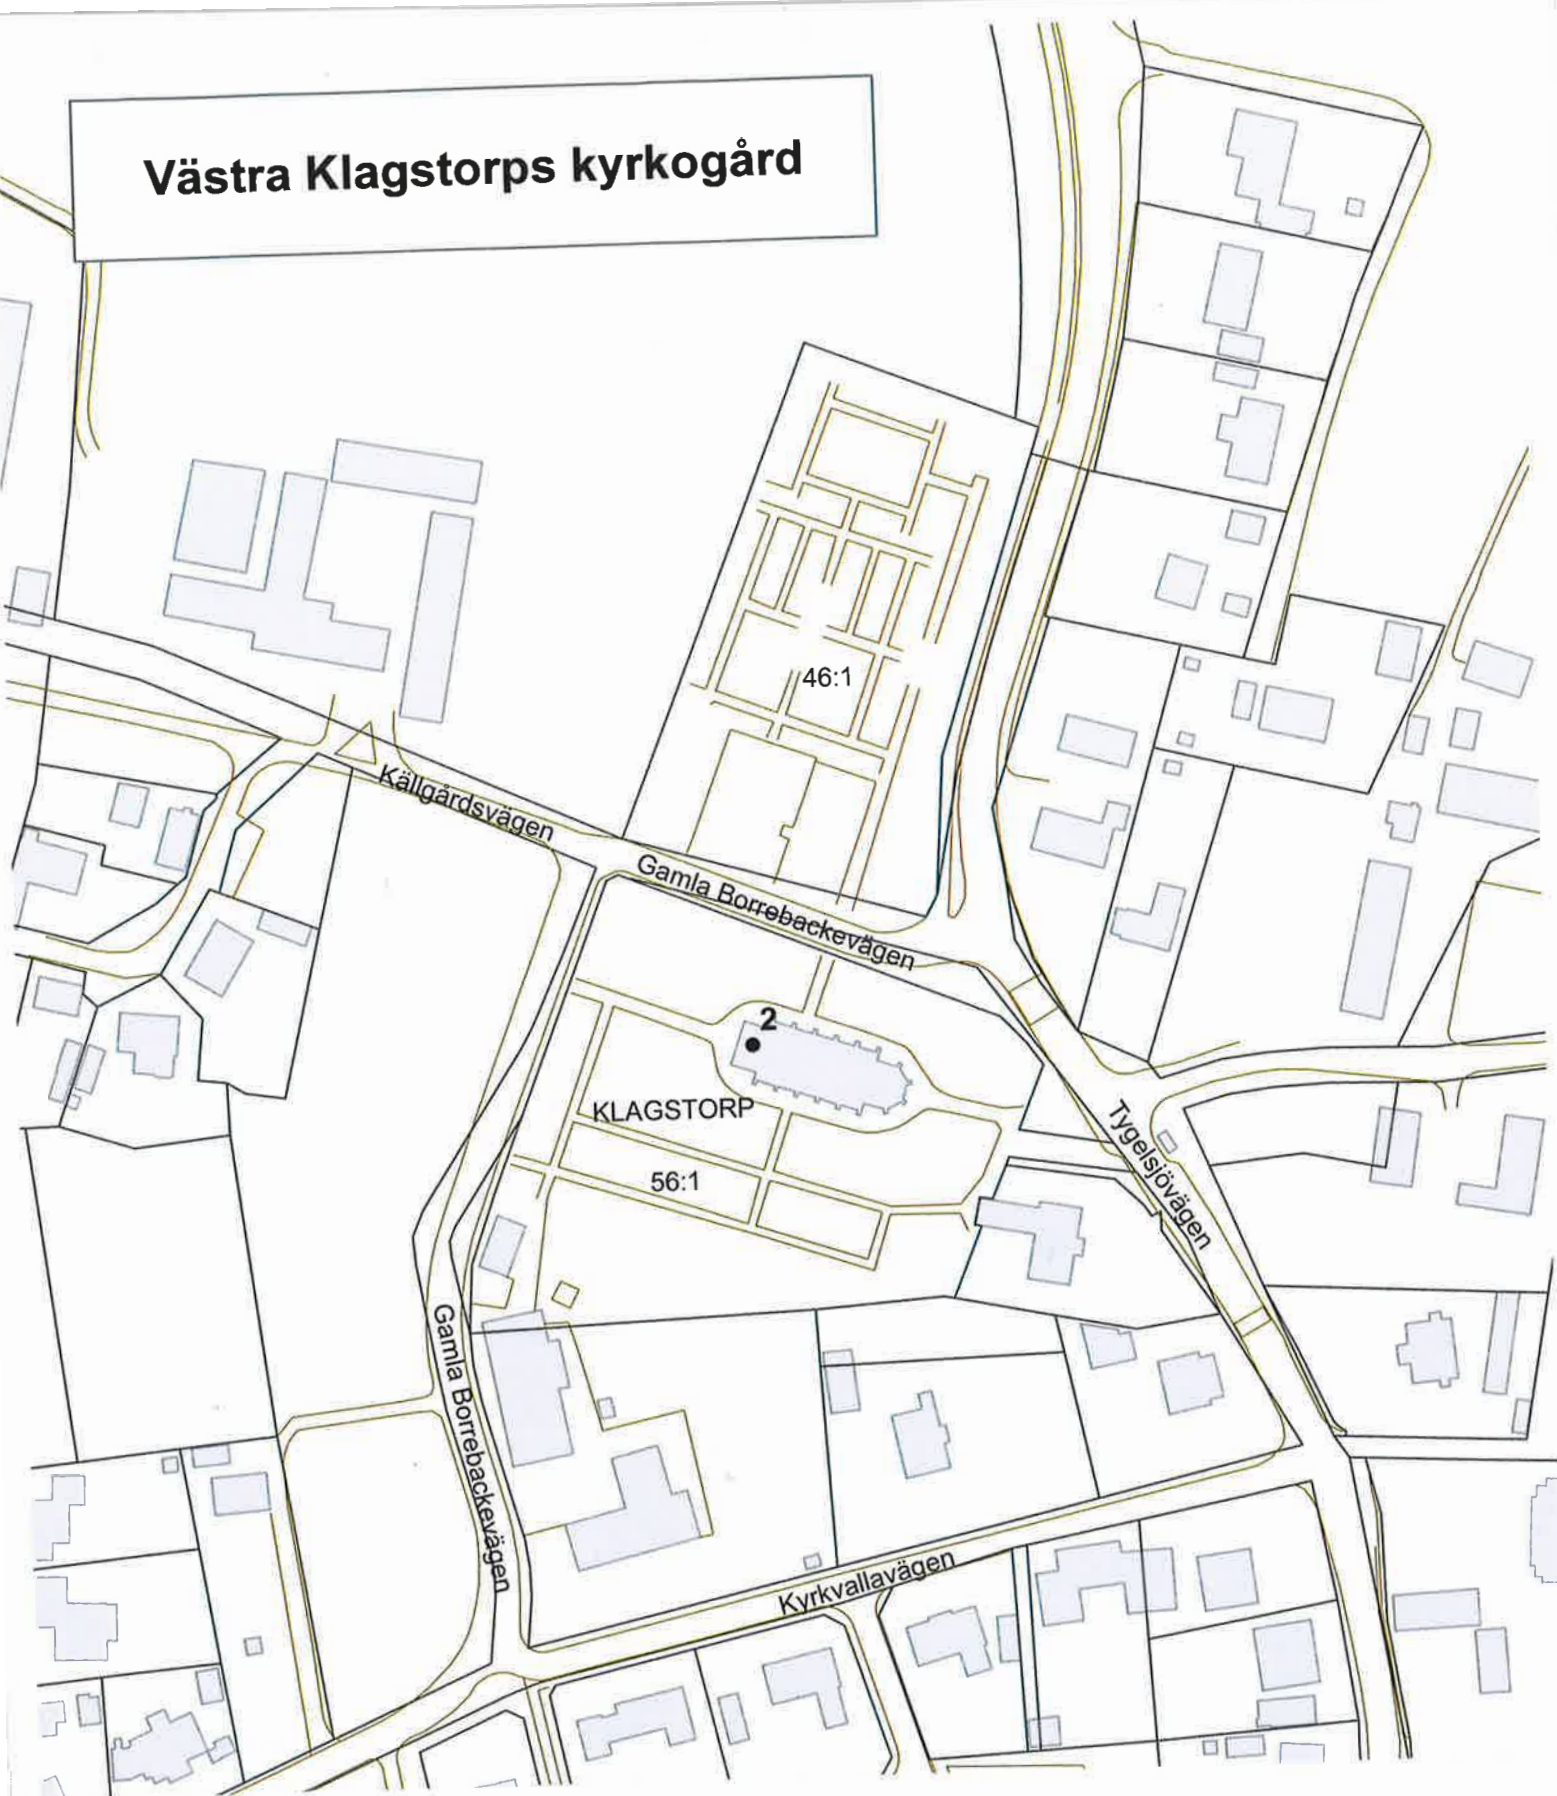 Västra Klagstorps kyrkogård
46:1
Källgårdsvägen
Gamla Borrebackevägen
2
KLAGSTORP
56:1
Tygelsjövägen
Gamla Borrebackevägen
Kyrkvallavägen